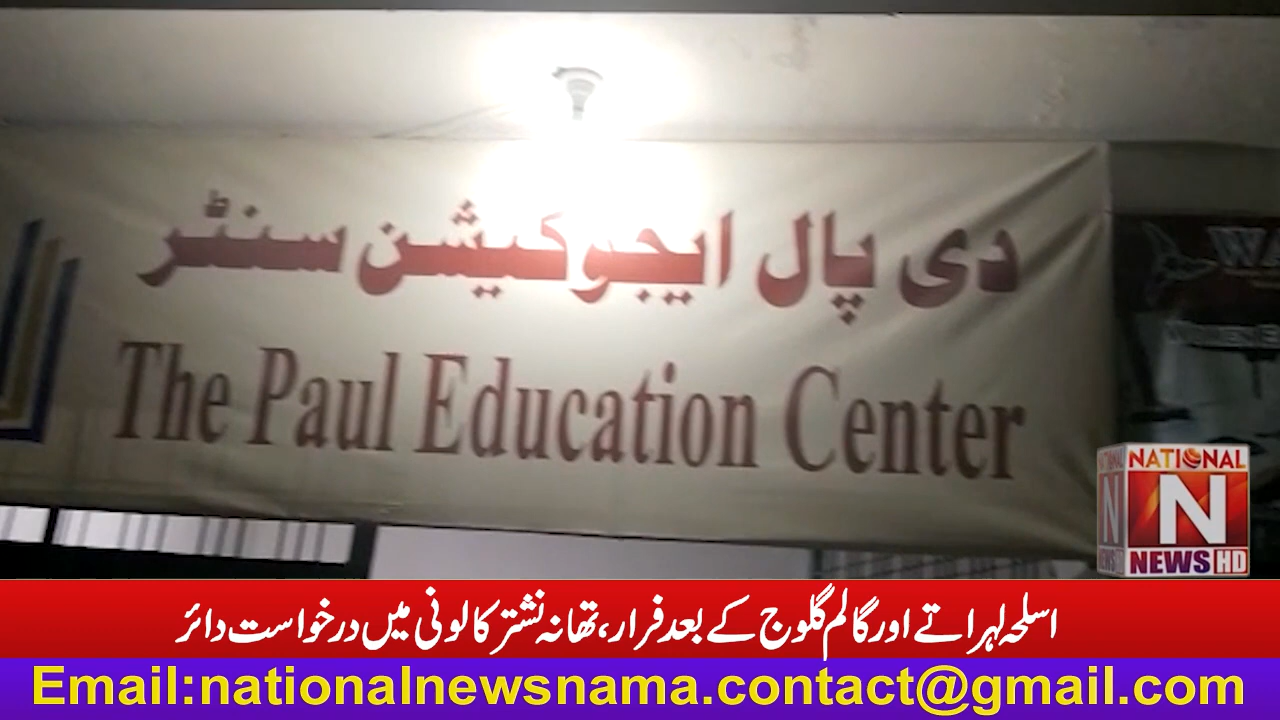 دی پال ایجوکیشن سنٹر
The Paul Education Center
NATIONAL
N
NEWS HD
اسلحہ لہراتے اور گالم گلوچ کے بعد فرار، تھانہ نشتر کالونی میں درخواست دائر
Email:nationalnewsnama.contact@gmail.com